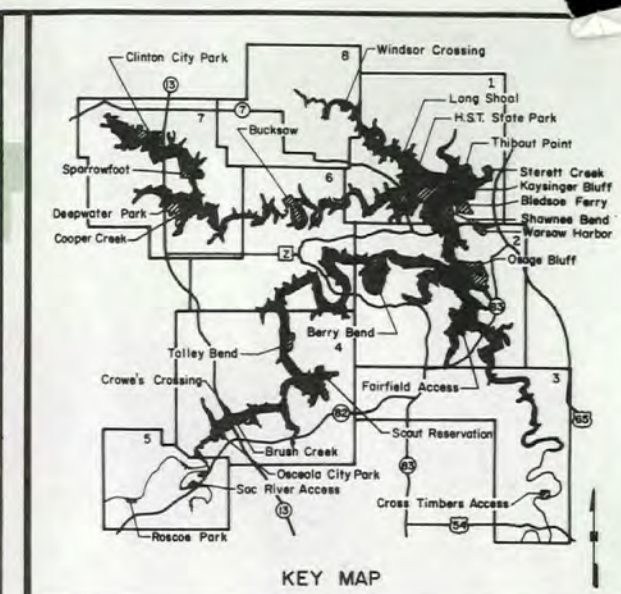 Windsor Crossing
Clinton City Park
8
13
1
Long Shoal
7
H.S.T. State Park
7
Bucksaw
Thibaut Point
Sparrowfoot
6
Sterett Creek
Kaysinger Bluff
Bledsoe Ferry
Deepwater Park
Shawnee Bend
Warsaw Harbor
Cooper Creek
2
Z
Osage Bluff
83
Berry Bend
Talley Bend
4
Crowe's Crossing
Fairfield Access
3
82
65
5
Scout Reservation
Brush Creek
Osceola City Park
83
Sac River Access
Cross Timbers Access
13
54
Roscoe Park
KEY MAP